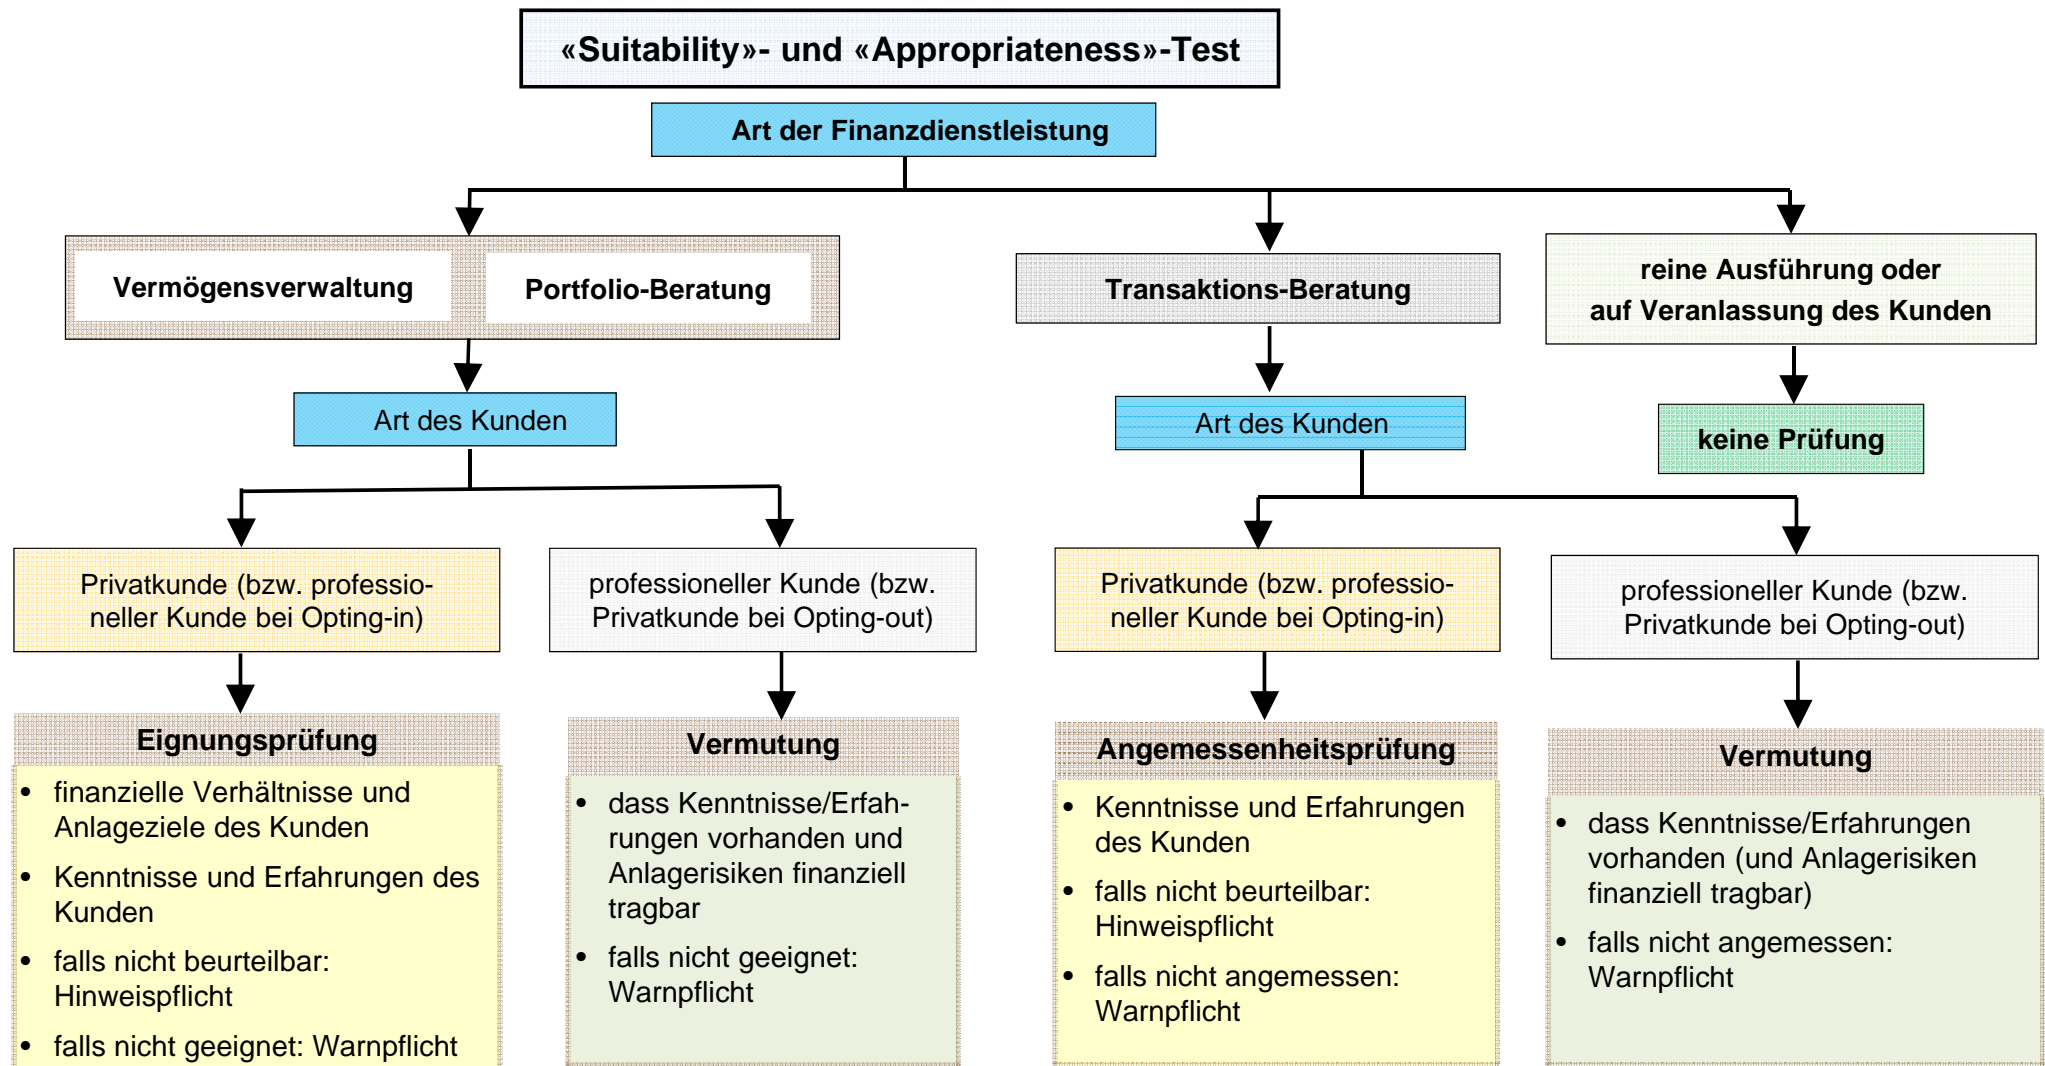 «Suitability»- und «Appropriateness»-Test
Art der Finanzdienstleistung
Vermögensverwaltung
Portfolio-Beratung
Transaktions-Beratung
reine Ausführung oder
auf Veranlassung des Kunden
Art des Kunden
Art des Kunden
keine Prüfung
Privatkunde (bzw. professio-
neller Kunde bei Opting-in)
professioneller Kunde (bzw.
Privatkunde bei Opting-out)
Privatkunde (bzw. professio-
neller Kunde bei Opting-in)
professioneller Kunde (bzw.
Privatkunde bei Opting-out)
Eignungsprüfung
• finanzielle Verhältnisse und
Anlageziele des Kunden
• Kenntnisse und Erfahrungen des
Kunden
• falls nicht beurteilbar:
Hinweispflicht
• falls nicht geeignet: Warnpflicht
Vermutung
• dass Kenntnisse/Erfah-
rungen vorhanden und
Anlagerisiken finanziell
tragbar
• falls nicht geeignet:
Warnpflicht
Angemessenheitsprüfung
• Kenntnisse und Erfahrungen
des Kunden
• falls nicht beurteilbar:
Hinweispflicht
• falls nicht angemessen:
Warnpflicht
Vermutung
• dass Kenntnisse/Erfahrungen
vorhanden (und Anlagerisiken
finanziell tragbar)
• falls nicht angemessen:
Warnpflicht